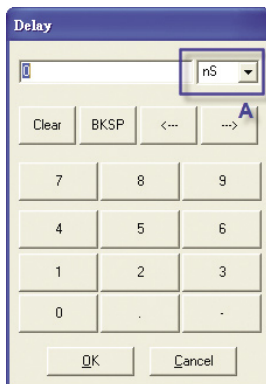 Delay
0 nS
A
Clear BKSP <--- --->
7 8 9
4 5 6
1 2 3
0 . -
OK Cancel